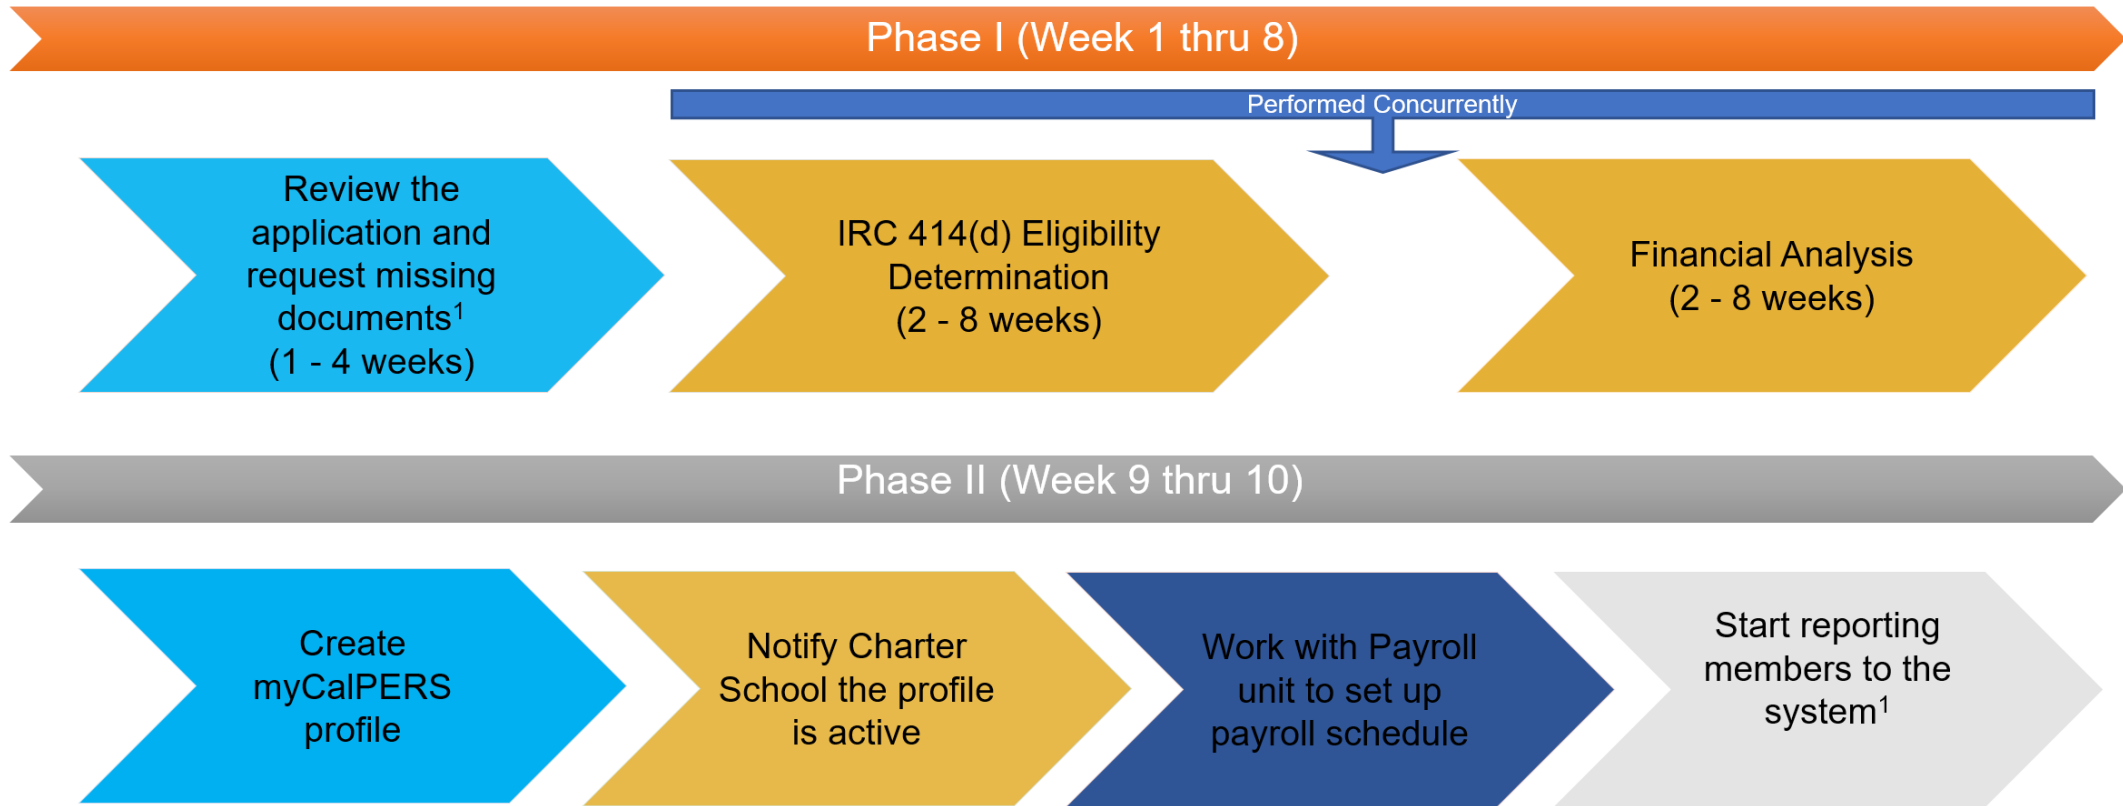 Phase I (Week 1 thru 8)
Performed Concurrently
Review the
application and
request missing
documents¹
(1 - 4 weeks)
IRC 414(d) Eligibility
Determination
(2 - 8 weeks)
Financial Analysis
(2 - 8 weeks)
Phase II (Week 9 thru 10)
Create
myCalPERS
profile
Notify Charter
School the profile
is active
Work with Payroll
unit to set up
payroll schedule
Start reporting
members to the
system¹